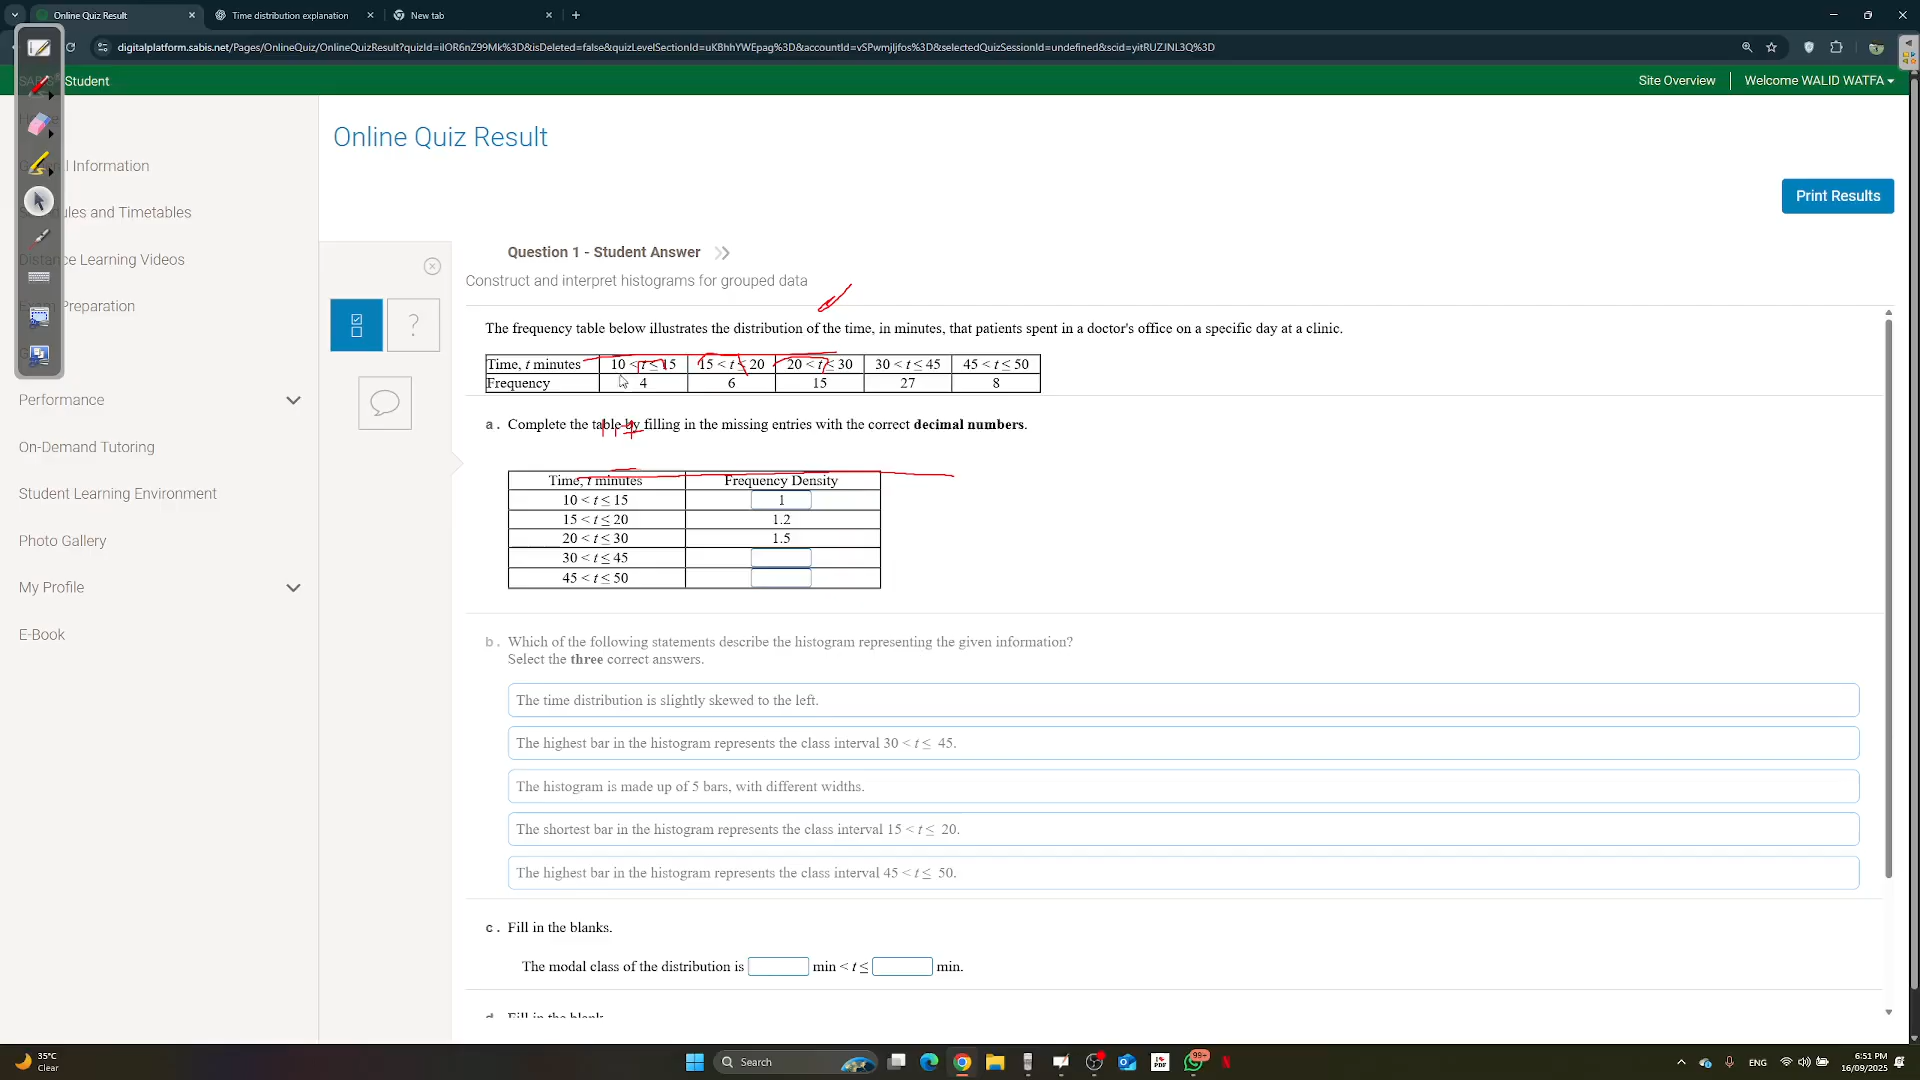 Online Quiz Result
Time distribution explanation
New tab
digitalplatform.sabis.net/Pages/OnlineQuiz/OnlineQuizResult?quizId=ilOR6nZ99Mk%3D&isDeleted=false&quizLevelSectionId=uKBhhYWEpag%3D&accountId=vSPwmjIjfos%3D&selectedQuizSessionId=undefined&scid=yitRUZJNL3Q%3D
Student
Site Overview
Welcome WALID WATFA
Information
and Timetables
Learning Videos
Preparation
Performance
On-Demand Tutoring
Student Learning Environment
Photo Gallery
My Profile
E-Book
Online Quiz Result
Print Results
Question 1 - Student Answer
Construct and interpret histograms for grouped data
The frequency table below illustrates the distribution of the time, in minutes, that patients spent in a doctor's office on a specific day at a clinic.
Time, t minutes 10 < t ≤ 15 15 < t ≤ 20 20 < t ≤ 30 30 < t ≤ 45 45 < t ≤ 50
Frequency 4 6 15 27 8
a. Complete the table by filling in the missing entries with the correct decimal numbers.
Time, t minutes Frequency Density
10 < t ≤ 15 1
15 < t ≤ 20 1.2
20 < t ≤ 30 1.5
30 < t ≤ 45
45 < t ≤ 50
b. Which of the following statements describe the histogram representing the given information?
Select the three correct answers.
The time distribution is slightly skewed to the left.
The highest bar in the histogram represents the class interval 30 < t ≤ 45.
The histogram is made up of 5 bars, with different widths.
The shortest bar in the histogram represents the class interval 15 < t ≤ 20.
The highest bar in the histogram represents the class interval 45 < t ≤ 50.
c. Fill in the blanks.
The modal class of the distribution is min < t ≤ min.
d. Fill in the blank.
35°C
Clear
Search
99+
ENG
6:51 PM
16/09/2025